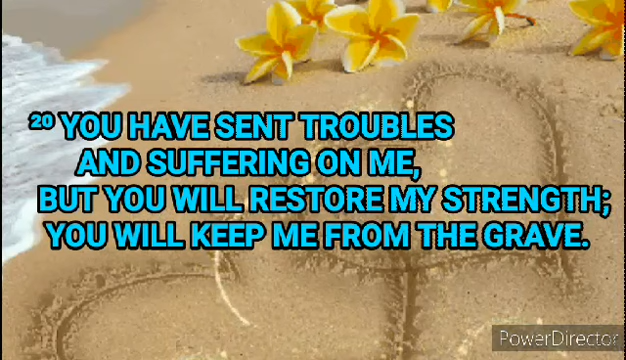 ²⁰ YOU HAVE SENT TROUBLES
AND SUFFERING ON ME,
BUT YOU WILL RESTORE MY STRENGTH;
YOU WILL KEEP ME FROM THE GRAVE.
PowerDirector